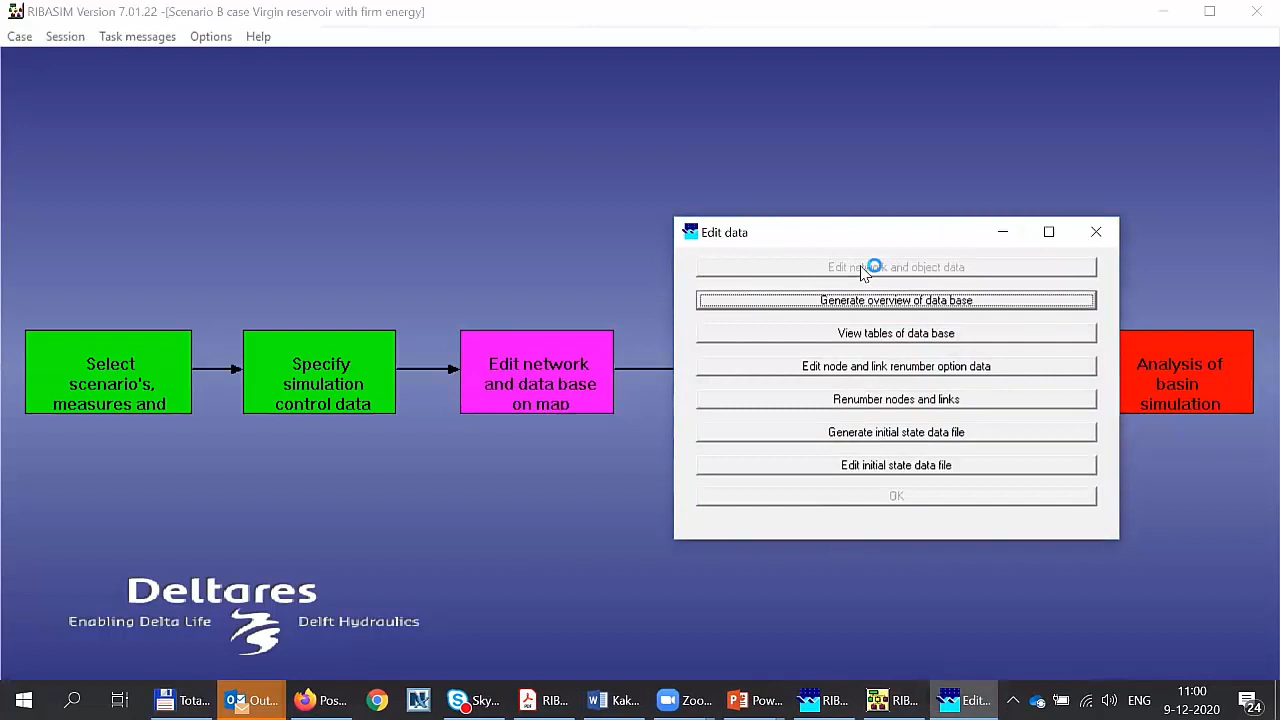 RIBASIM Version 7.01.22 -[Scenario B case Virgin reservoir with firm energy]
Case Session Task messages Options Help
Edit data
Edit network and object data
Generate overview of data base
View tables of data base
Edit node and link renumber option data
Renumber nodes and links
Generate initial state data file
Edit initial state data file
OK
Select
scenario's,
measures and
Specify
simulation
control data
Edit network
and data base
on map
Analysis of
basin
simulation
Deltares
Enabling Delta Life Delft Hydraulics
Tota... Out... Pos... Sky... RIB... Kak... Zoo... Pow... RIB... RIB... Edit... ENG 11:00
9-12-2020 24